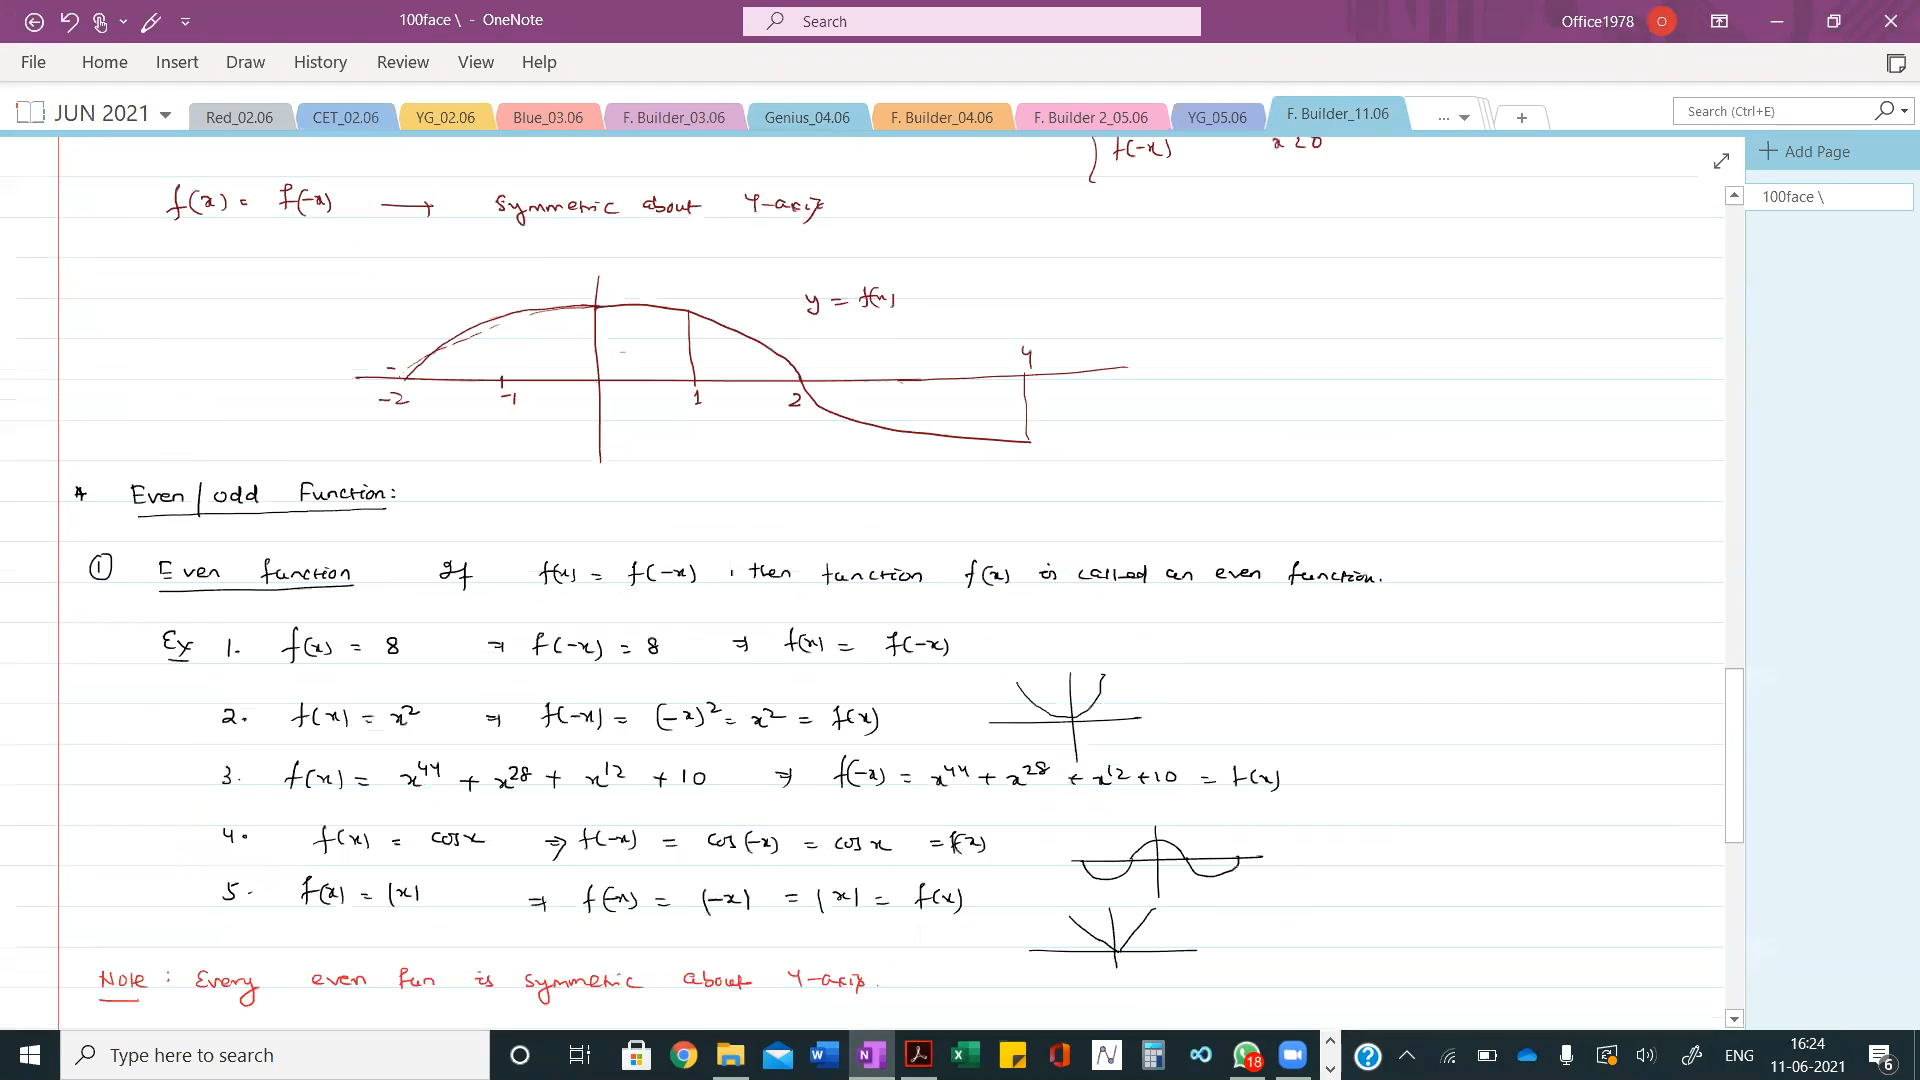 100face \ - OneNote
Search
Office1978
O
File Home Insert Draw History Review View Help
JUN 2021
Red_02.06 CET_02.06 YG_02.06 Blue_03.06 F. Builder_03.06 Genius_04.06 F. Builder_04.06 F. Builder 2_05.06 YG_05.06 F. Builder_11.06 ...
Search (Ctrl+E)
Add Page
100face \
f(-x) x<0
f(x) = f(-x) → symmetric about Y-axis
y = f(x)
4
-2 -1 1 2
* Even/odd Function:
① Even function If f(x) = f(-x), then function f(x) is called an even function.
Ex 1. f(x) = 8 ⇒ f(-x) = 8 ⇒ f(x) = f(-x)
2. f(x) = x² ⇒ f(-x) = (-x)² = x² = f(x)
3. f(x) = x⁴⁴ + x²⁸ + x¹² + 10 ⇒ f(-x) = x⁴⁴ + x²⁸ + x¹² + 10 = f(x)
4. f(x) = cosx ⇒ f(-x) = cos(-x) = cosx = f(x)
5. f(x) = |x| ⇒ f(-x) = |-x| = |x| = f(x)
Note: Every even fun is symmetric about Y-axis.
Type here to search
18
ENG
16:24
11-06-2021
6